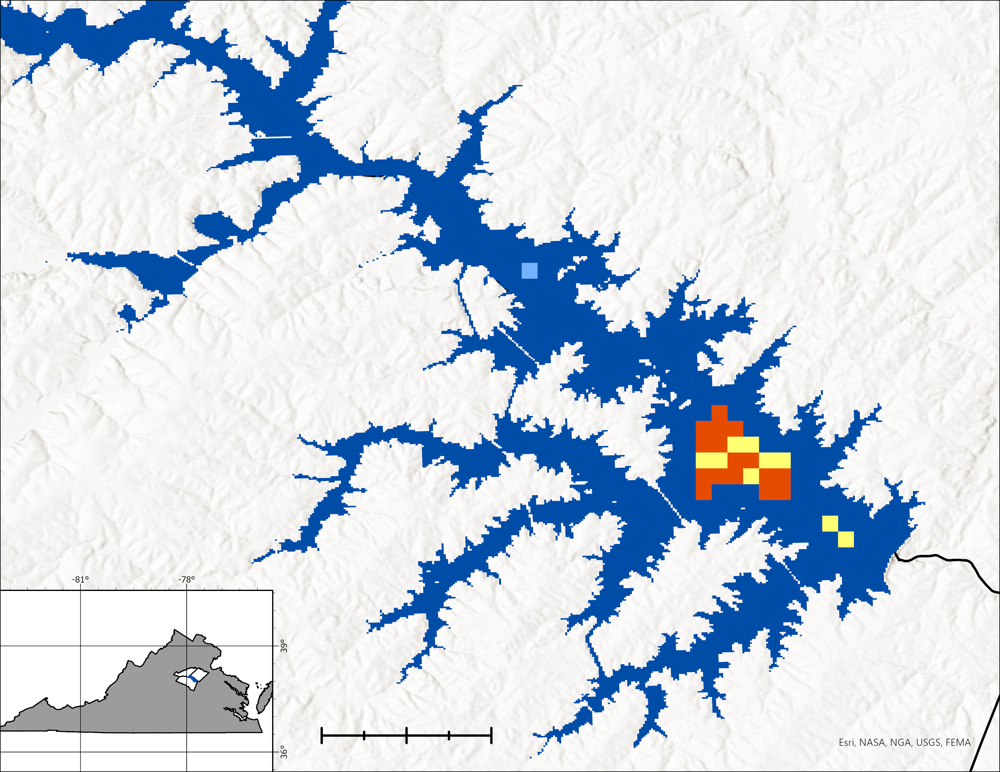 -81° -78°
39°
36°
Esri, NASA, NGA, USGS, FEMA